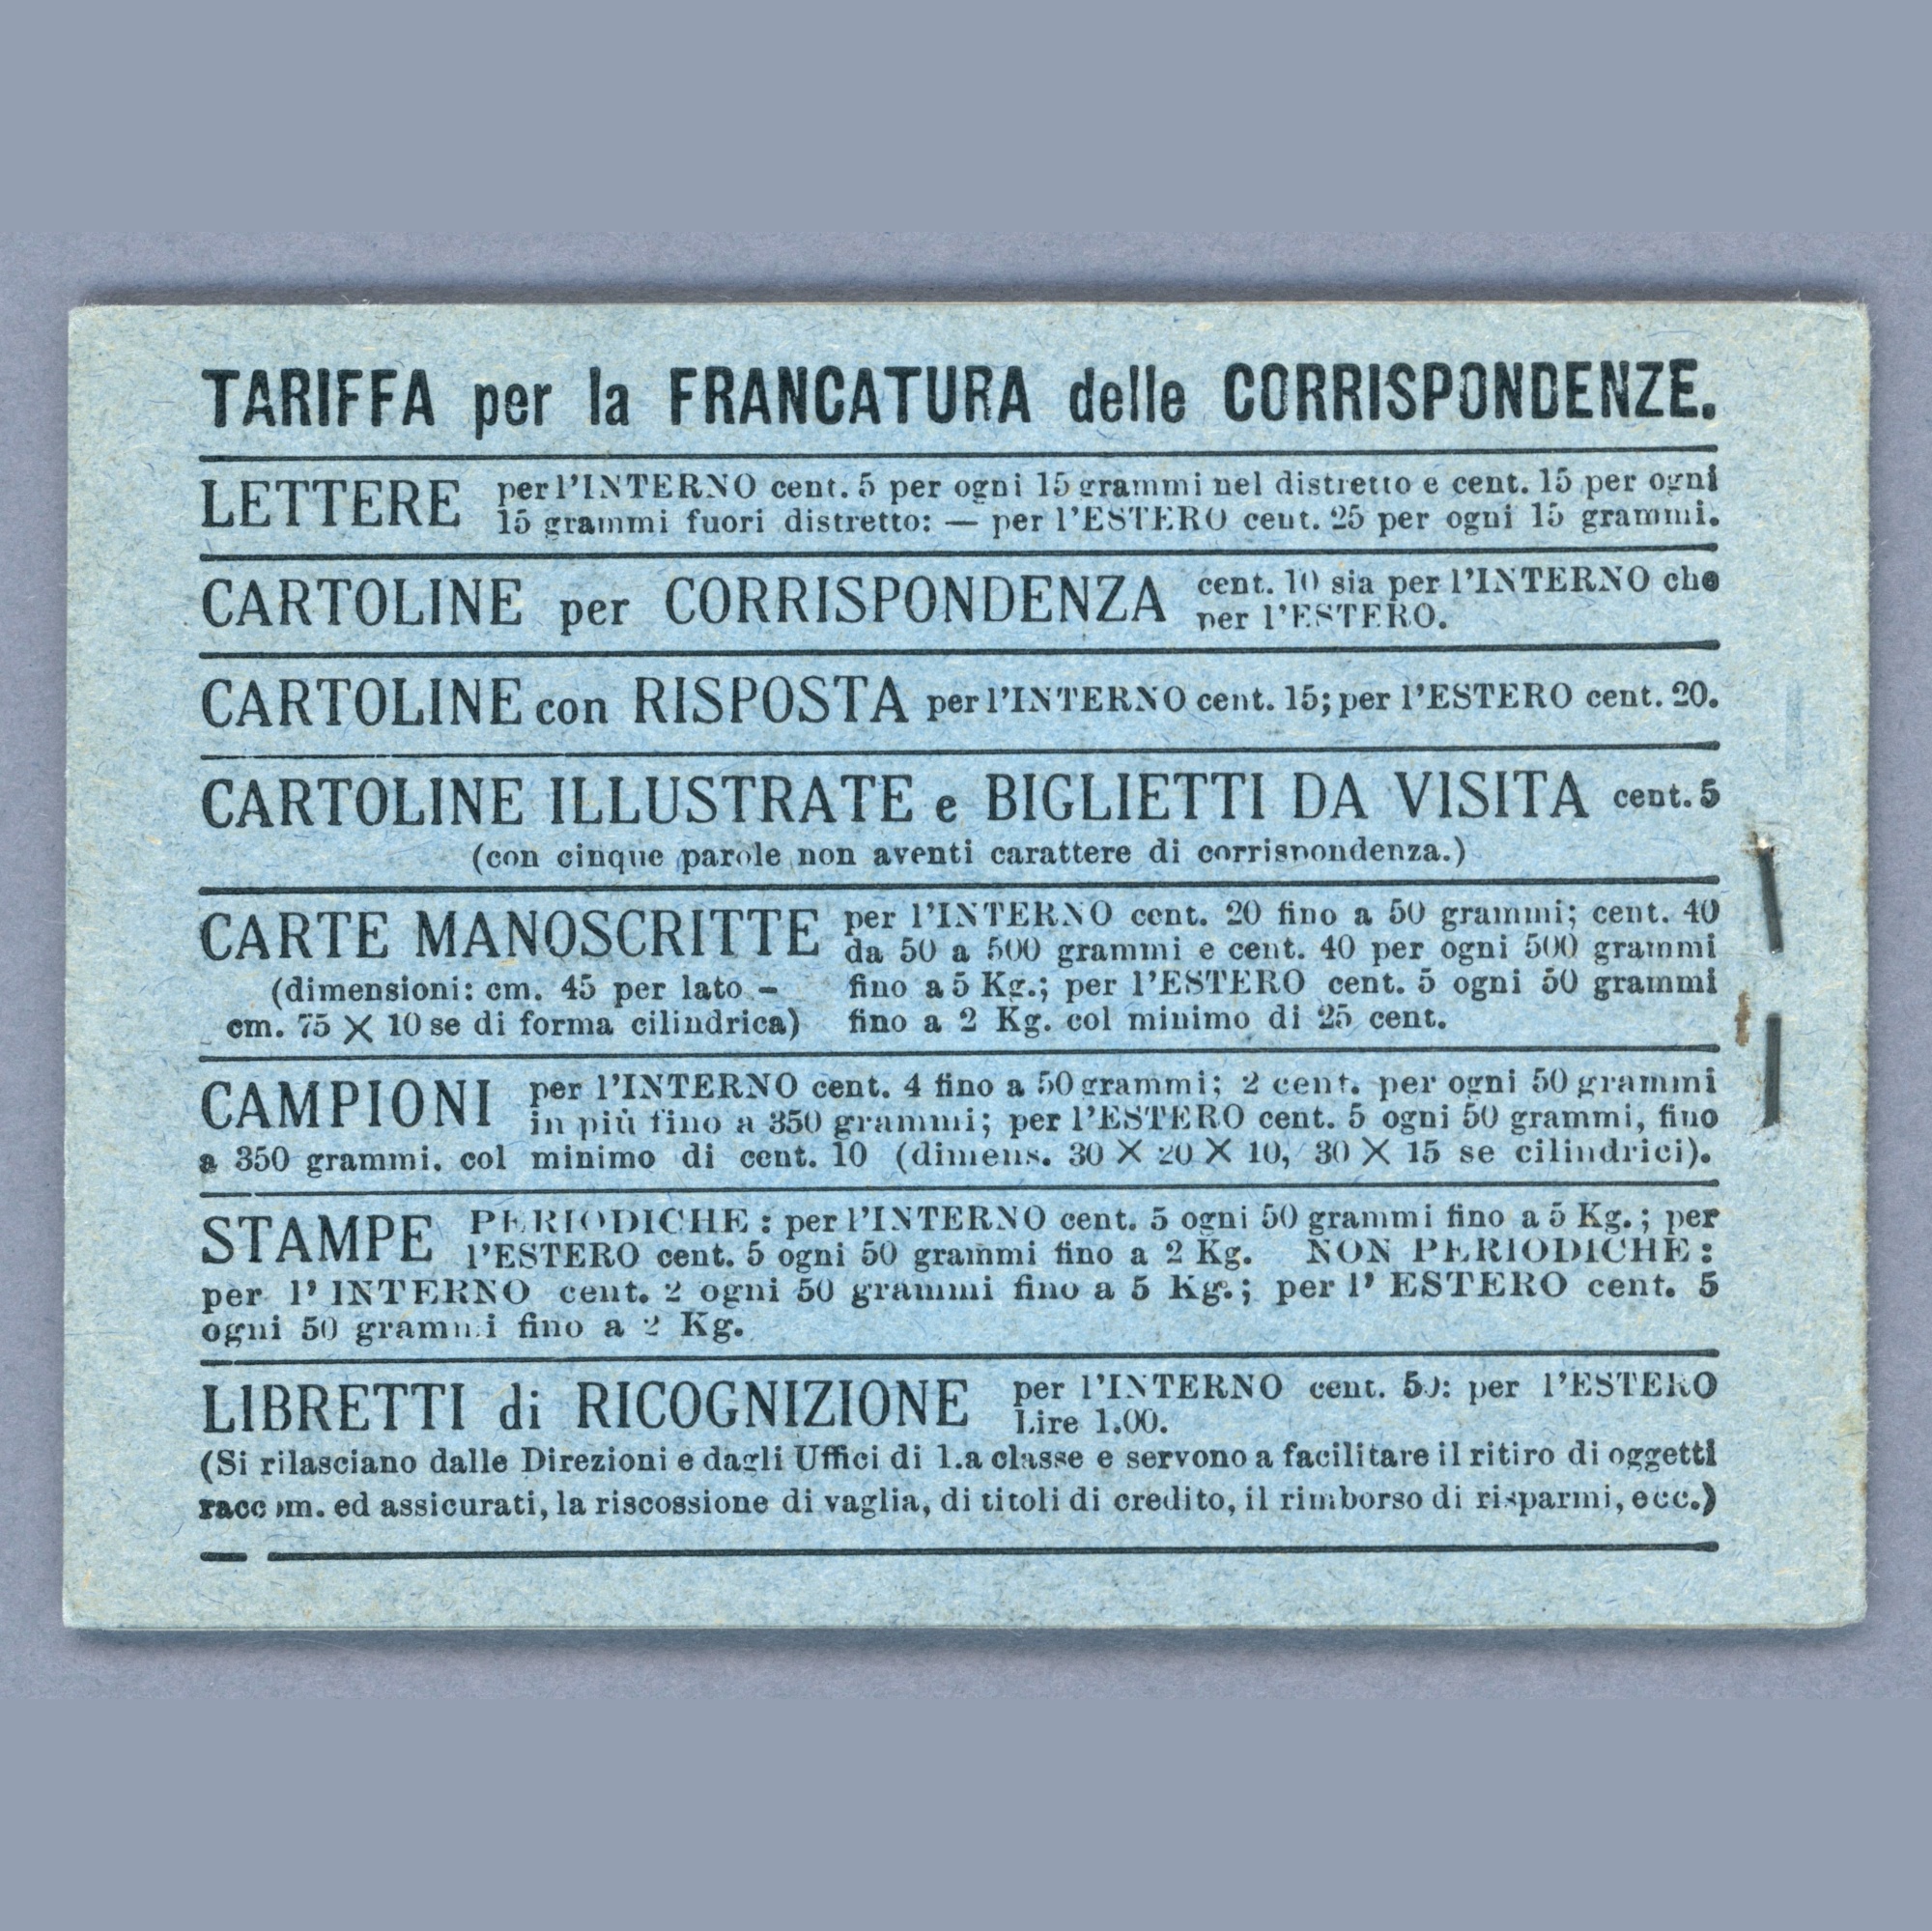 TARIFFA per la FRANCATURA delle CORRISPONDENZE.
LETTERE per l'INTERNO cent. 5 per ogni 15 grammi nel distretto e cent. 15 per ogni
15 grammi fuori distretto: — per l'ESTERO cent. 25 per ogni 15 grammi.
CARTOLINE per CORRISPONDENZA cent. 10 sia per l'INTERNO che
per l'ESTERO.
CARTOLINE con RISPOSTA per l'INTERNO cent. 15; per l'ESTERO cent. 20.
CARTOLINE ILLUSTRATE e BIGLIETTI DA VISITA cent. 5
(con cinque parole non aventi carattere di corrispondenza.)
CARTE MANOSCRITTE per l'INTERNO cent. 20 fino a 50 grammi; cent. 40
da 50 a 500 grammi e cent. 40 per ogni 500 grammi
(dimensioni: cm. 45 per lato - fino a 5 Kg.; per l'ESTERO cent. 5 ogni 50 grammi
cm. 75 X 10 se di forma cilindrica) fino a 2 Kg. col minimo di 25 cent.
CAMPIONI per l'INTERNO cent. 4 fino a 50 grammi; 2 cent. per ogni 50 grammi
in più fino a 350 grammi; per l'ESTERO cent. 5 ogni 50 grammi, fino
a 350 grammi. col minimo di cent. 10 (dimens. 30 X 20 X 10, 30 X 15 se cilindrici).
STAMPE PERIODICHE: per l'INTERNO cent. 5 ogni 50 grammi fino a 5 Kg.; per
l'ESTERO cent. 5 ogni 50 grammi fino a 2 Kg. NON PERIODICHE:
per l' INTERNO cent. 2 ogni 50 grammi fino a 5 Kg.; per l' ESTERO cent. 5
ogni 50 grammi fino a 2 Kg.
LIBRETTI di RICOGNIZIONE per l'INTERNO cent. 50: per l'ESTERO
Lire 1.00.
(Si rilasciano dalle Direzioni e dagli Uffici di 1.a classe e servono a facilitare il ritiro di oggetti
raccom. ed assicurati, la riscossione di vaglia, di titoli di credito, il rimborso di risparmi, ecc.)